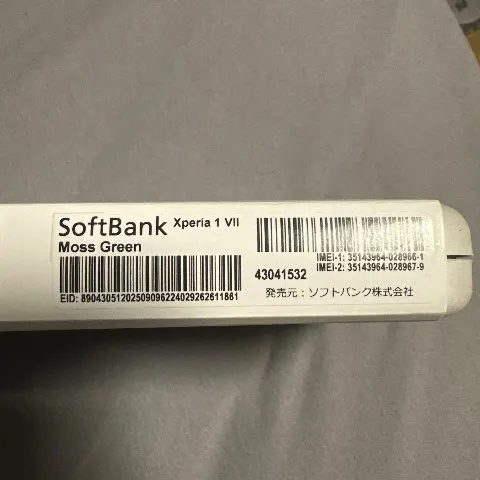 SoftBank Xperia 1 VII
Moss Green
IMEI-1: 35143964-028966-1
IMEI-2: 35143964-028967-9
43041532
EID: 89043051202509096224029262611861
発売元:ソフトバンク株式会社